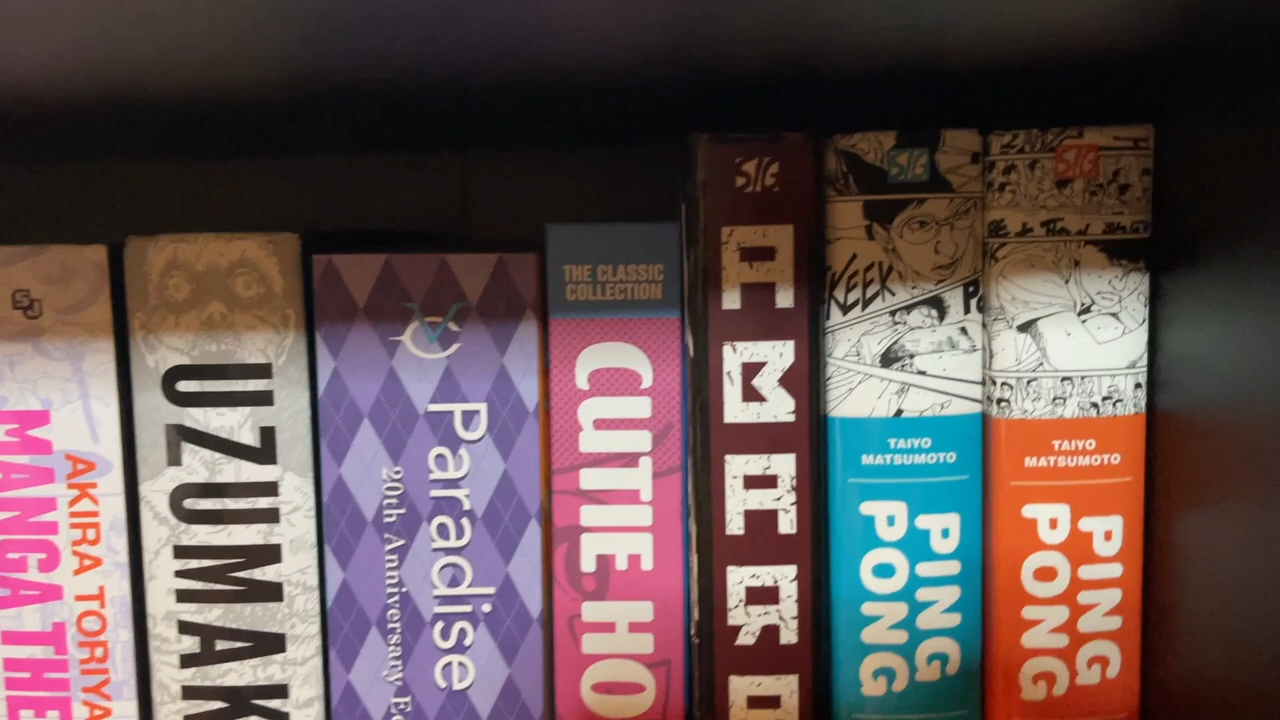 SJ
AKIRA TORIYA
MANGA THE
UZUMAK
Paradise
20th Anniversary E
THE CLASSIC
COLLECTION
CUTIE HO
SIG
SIG
KEEK
TAIYO
MATSUMOTO
PING
PONG
SIG
TAIYO
MATSUMOTO
PING
PONG